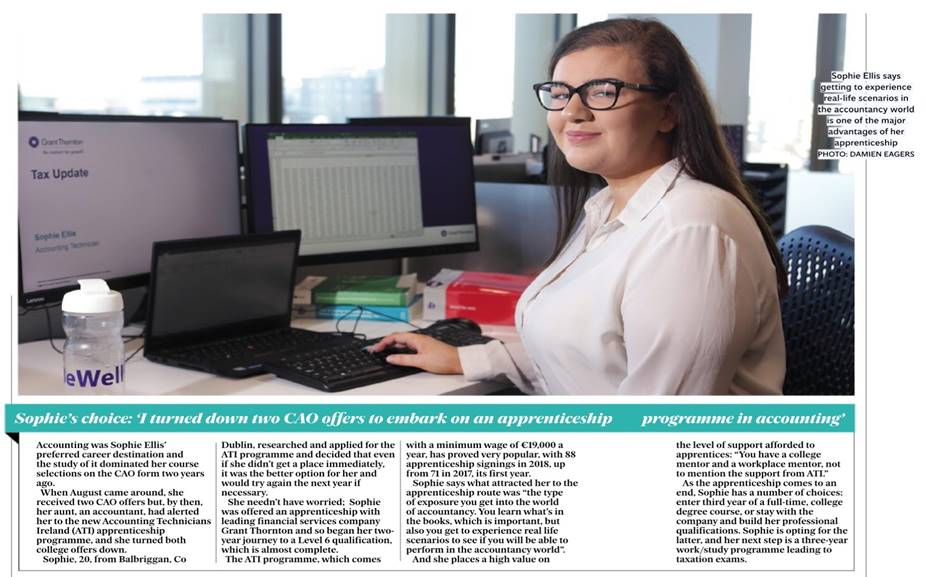 Sophie Ellis says
getting to experience
real-life scenarios in
the accountancy world
is one of the major
advantages of her
apprenticeship
PHOTO: DAMIEN EAGERS
Grant Thornton
Tax Update
Sophie Ellis
Accounting Technician
Lenovo
Grant Thornton
eWell
Sophie's choice: 'I turned down two CAO offers to embark on an apprenticeship programme in accounting'
Accounting was Sophie Ellis'
preferred career destination and
the study of it dominated her course
selections on the CAO form two years
ago.
When August came around, she
received two CAO offers but, by then,
her aunt, an accountant, had alerted
her to the new Accounting Technicians
Ireland (ATI) apprenticeship
programme, and she turned both
college offers down.
Sophie, 20, from Balbriggan, Co
Dublin, researched and applied for the
ATI programme and decided that even
if she didn't get a place immediately,
it was the better option for her and
would try again the next year if
necessary.
She needn't have worried; Sophie
was offered an apprenticeship with
leading financial services company
Grant Thornton and so began her two-
year journey to a Level 6 qualification,
which is almost complete.
The ATI programme, which comes
with a minimum wage of €19,000 a
year, has proved very popular, with 88
apprenticeship signings in 2018, up
from 71 in 2017, its first year.
Sophie says what attracted her to the
apprenticeship route was “the type
of exposure you get into the world
of accountancy. You learn what's in
the books, which is important, but
also you get to experience real life
scenarios to see if you will be able to
perform in the accountancy world”.
And she places a high value on
the level of support afforded to
apprentices: “You have a college
mentor and a workplace mentor, not
to mention the support from ATI.”
As the apprenticeship comes to an
end, Sophie has a number of choices:
enter third year of a full-time, college
degree course, or stay with the
company and build her professional
qualifications. Sophie is opting for the
latter, and her next step is a three-year
work/study programme leading to
taxation exams.